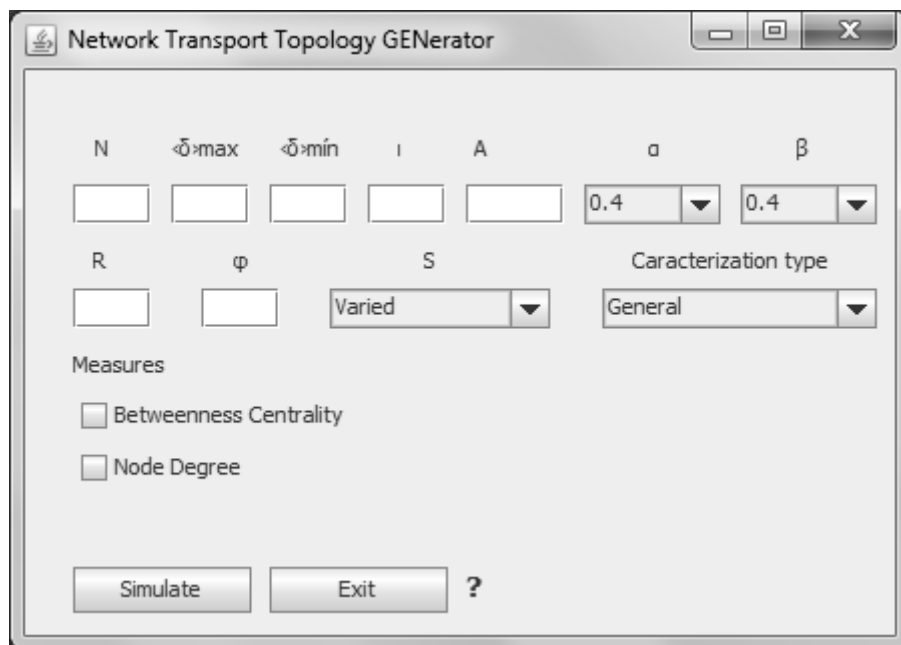 Network Transport Topology GENerator
N ‹δ›max ‹δ›mín ι A α β
0.4 0.4
R φ S Caracterization type
Varied General
Measures
Betweenness Centrality
Node Degree
Simulate Exit ?